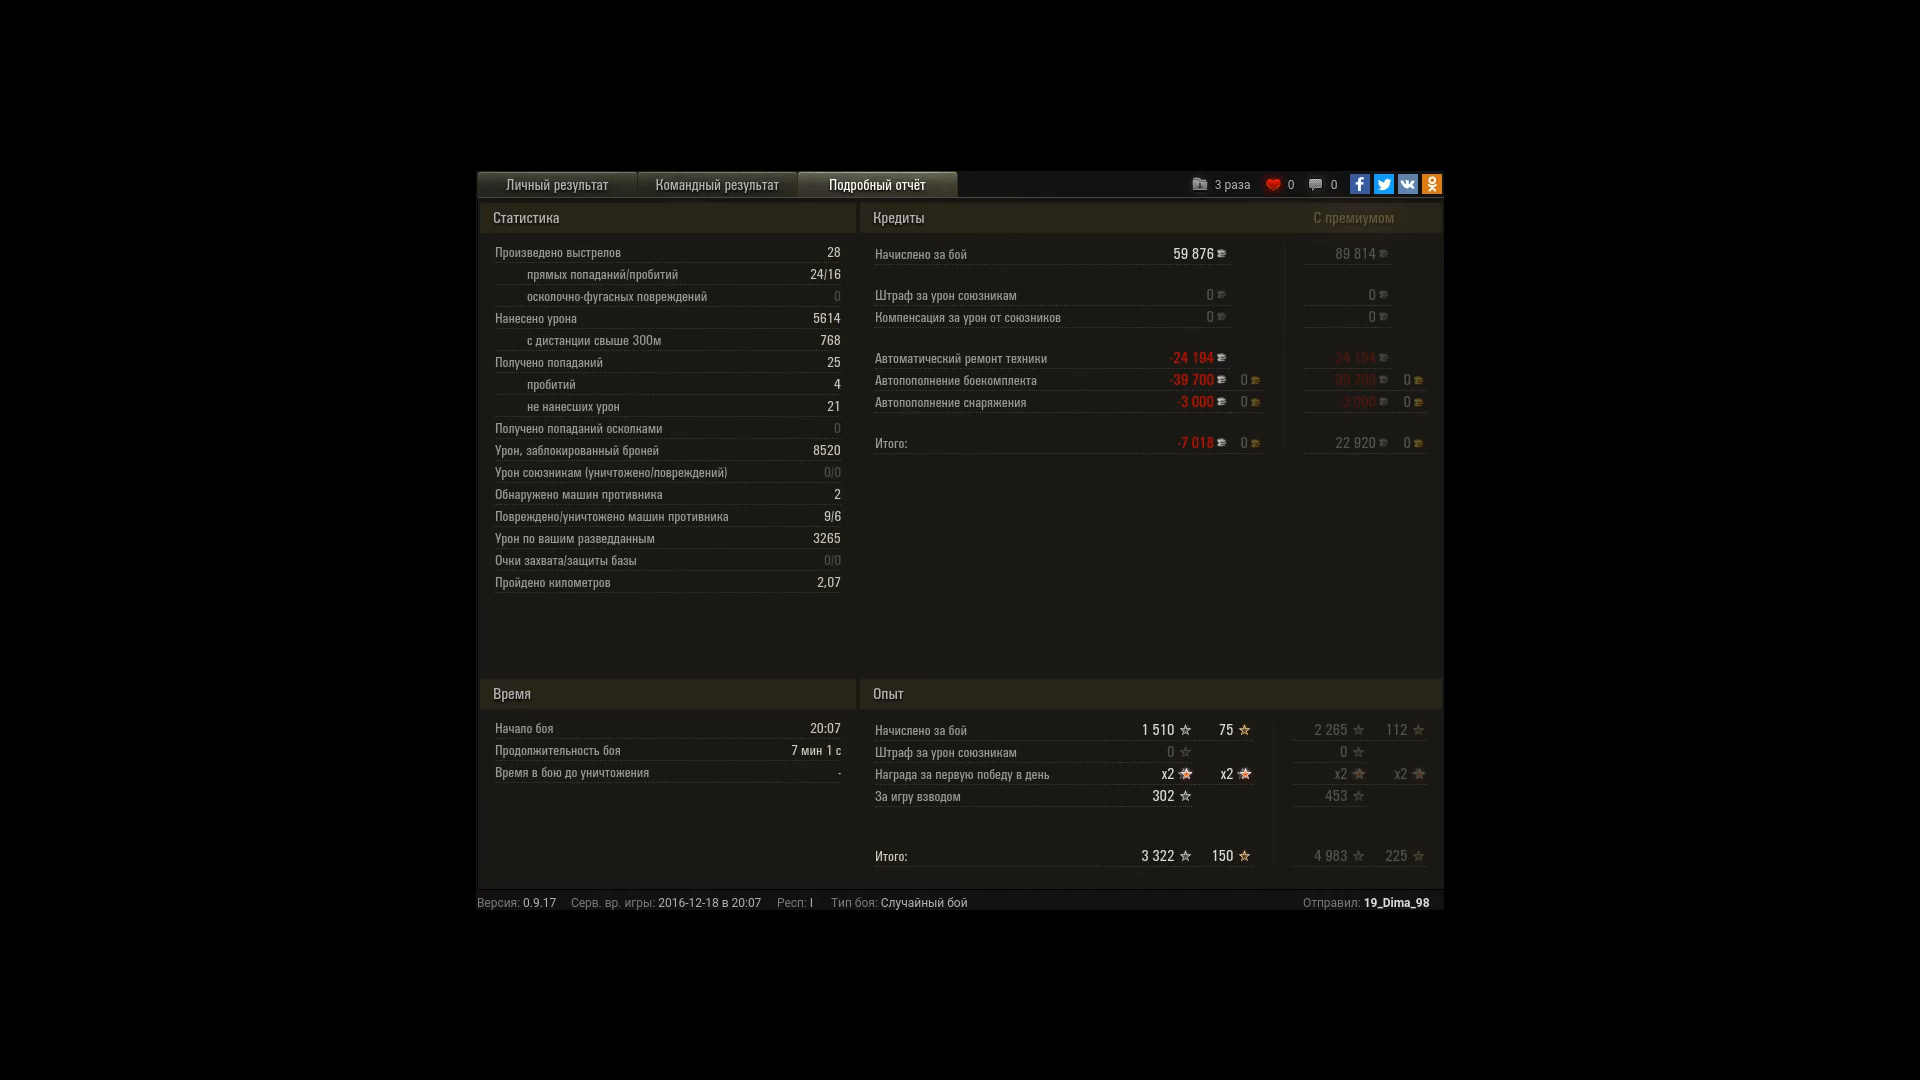 Личный результат Командный результат Подробный отчёт 3 раза 0 0
Статистика
Произведено выстрелов 28
прямых попаданий/пробитий 24/16
осколочно-фугасных повреждений 0
Нанесено урона 5614
с дистанции свыше 300м 768
Получено попаданий 25
пробитий 4
не нанесших урон 21
Получено попаданий осколками 0
Урон, заблокированный броней 8520
Урон союзникам (уничтожено/повреждений) 0/0
Обнаружено машин противника 2
Повреждено/уничтожено машин противника 9/6
Урон по вашим разведданным 3265
Очки захвата/защиты базы 0/0
Пройдено километров 2,07
Кредиты С премиумом
Начислено за бой 59 876 89 814
Штраф за урон союзникам 0 0
Компенсация за урон от союзников 0 0
Автоматический ремонт техники -24 194 -24 194
Автопополнение боекомплекта -39 700 0 -39 700 0
Автопополнение снаряжения -3 000 0 -3 000 0
Итого: -7 018 0 22 920 0
Время
Начало боя 20:07
Продолжительность боя 7 мин 1 с
Время в бою до уничтожения -
Опыт
Начислено за бой 1 510 75 2 265 112
Штраф за урон союзникам 0 0
Награда за первую победу в день x2 x2 x2 x2
За игру взводом 302 453
Итого: 3 322 150 4 983 225
Версия: 0.9.17 Серв. вр. игры: 2016-12-18 в 20:07 Респ: I Тип боя: Случайный бой Отправил: 19_Dima_98